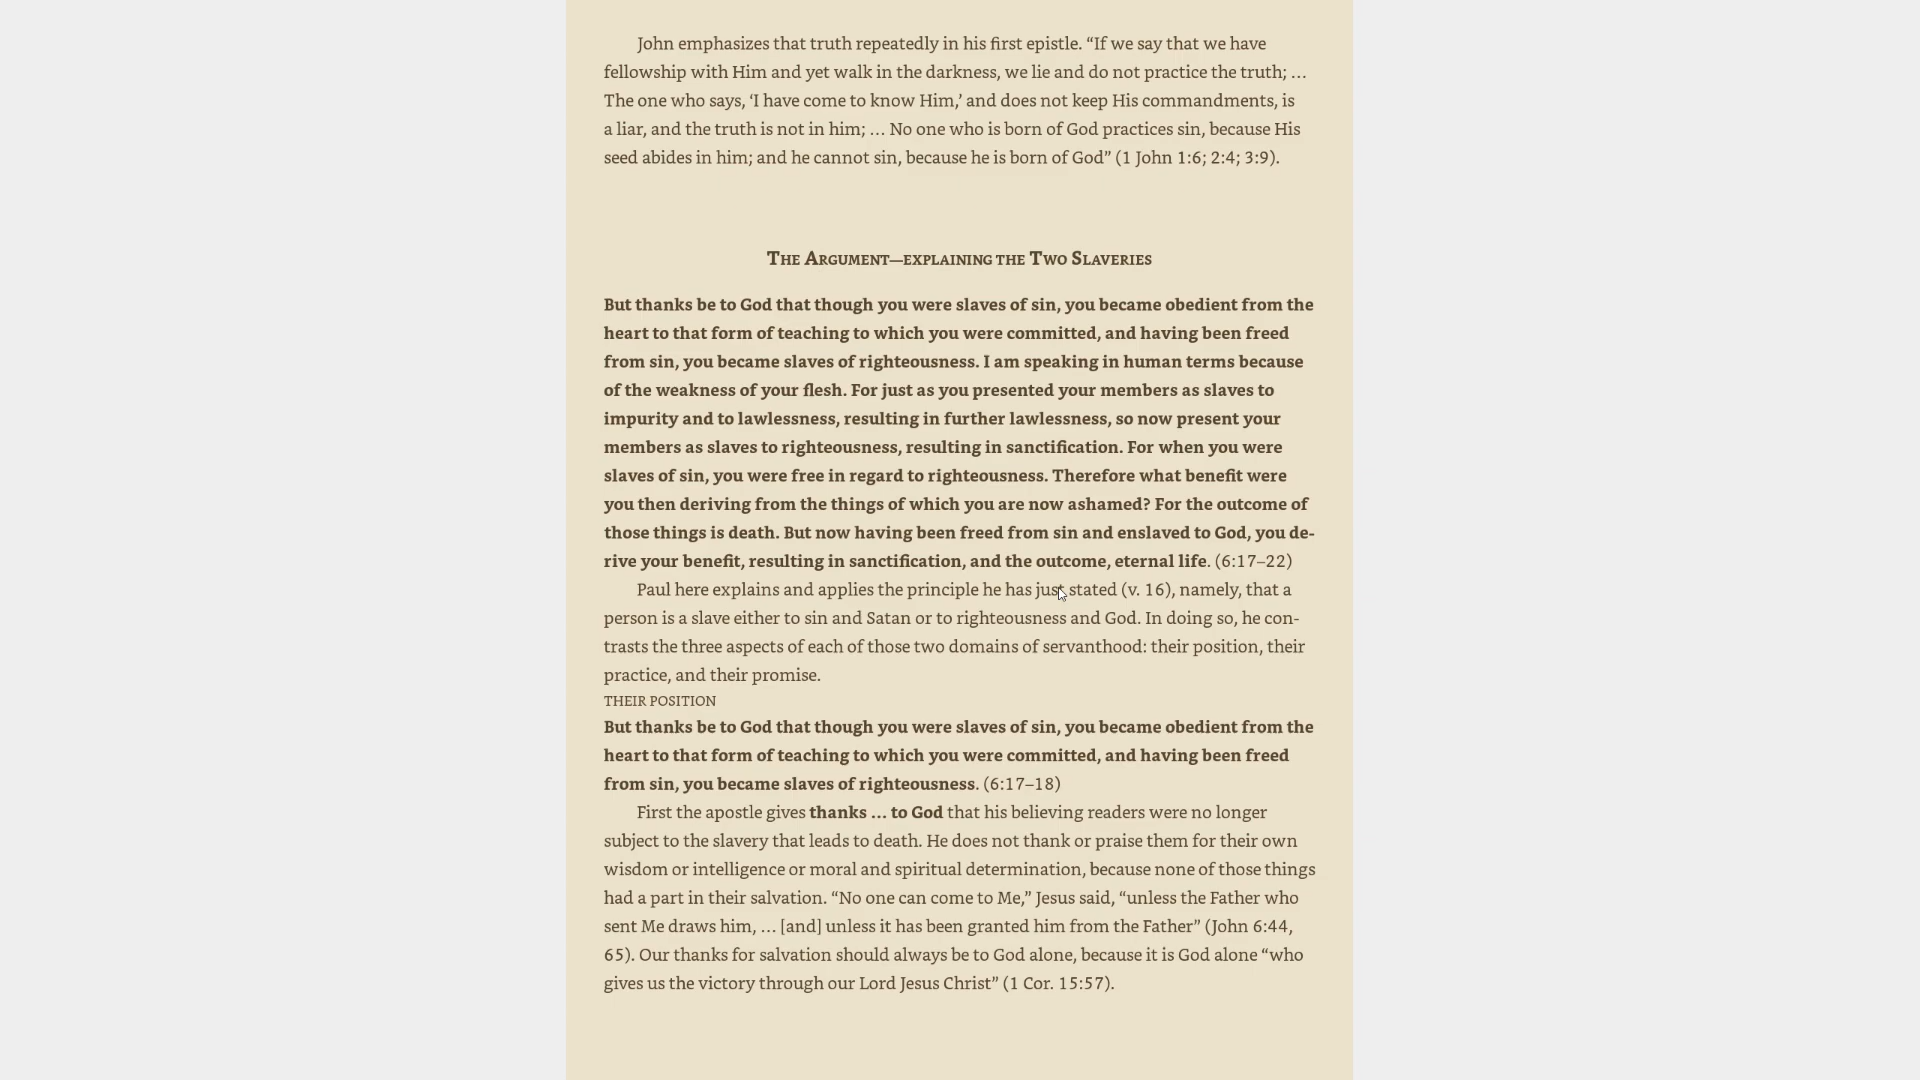 John emphasizes that truth repeatedly in his first epistle. “If we say that we have
fellowship with Him and yet walk in the darkness, we lie and do not practice the truth; …
The one who says, ‘I have come to know Him,’ and does not keep His commandments, is
a liar, and the truth is not in him; … No one who is born of God practices sin, because His
seed abides in him; and he cannot sin, because he is born of God” (1 John 1:6; 2:4; 3:9).
The Argument—explaining the Two Slaveries
But thanks be to God that though you were slaves of sin, you became obedient from the
heart to that form of teaching to which you were committed, and having been freed
from sin, you became slaves of righteousness. I am speaking in human terms because
of the weakness of your flesh. For just as you presented your members as slaves to
impurity and to lawlessness, resulting in further lawlessness, so now present your
members as slaves to righteousness, resulting in sanctification. For when you were
slaves of sin, you were free in regard to righteousness. Therefore what benefit were
you then deriving from the things of which you are now ashamed? For the outcome of
those things is death. But now having been freed from sin and enslaved to God, you de-
rive your benefit, resulting in sanctification, and the outcome, eternal life. (6:17–22)
Paul here explains and applies the principle he has just stated (v. 16), namely, that a
person is a slave either to sin and Satan or to righteousness and God. In doing so, he con-
trasts the three aspects of each of those two domains of servanthood: their position, their
practice, and their promise.
THEIR POSITION
But thanks be to God that though you were slaves of sin, you became obedient from the
heart to that form of teaching to which you were committed, and having been freed
from sin, you became slaves of righteousness. (6:17–18)
First the apostle gives thanks … to God that his believing readers were no longer
subject to the slavery that leads to death. He does not thank or praise them for their own
wisdom or intelligence or moral and spiritual determination, because none of those things
had a part in their salvation. “No one can come to Me,” Jesus said, “unless the Father who
sent Me draws him, … [and] unless it has been granted him from the Father” (John 6:44,
65). Our thanks for salvation should always be to God alone, because it is God alone “who
gives us the victory through our Lord Jesus Christ” (1 Cor. 15:57).